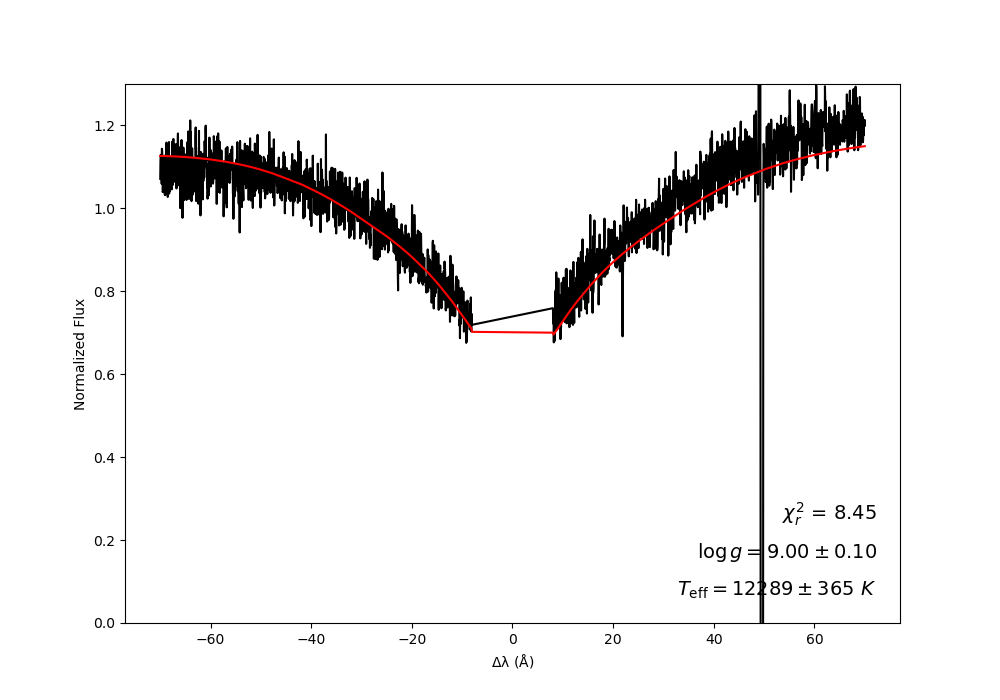 1.2
1.0
0.8
0.6
0.4
0.2
0.0
Normalized Flux
χ²ᵣ = 8.45
log g = 9.00 ± 0.10
T_eff = 12289 ± 365 K
−60 −40 −20 0 20 40 60
Δλ (Å)